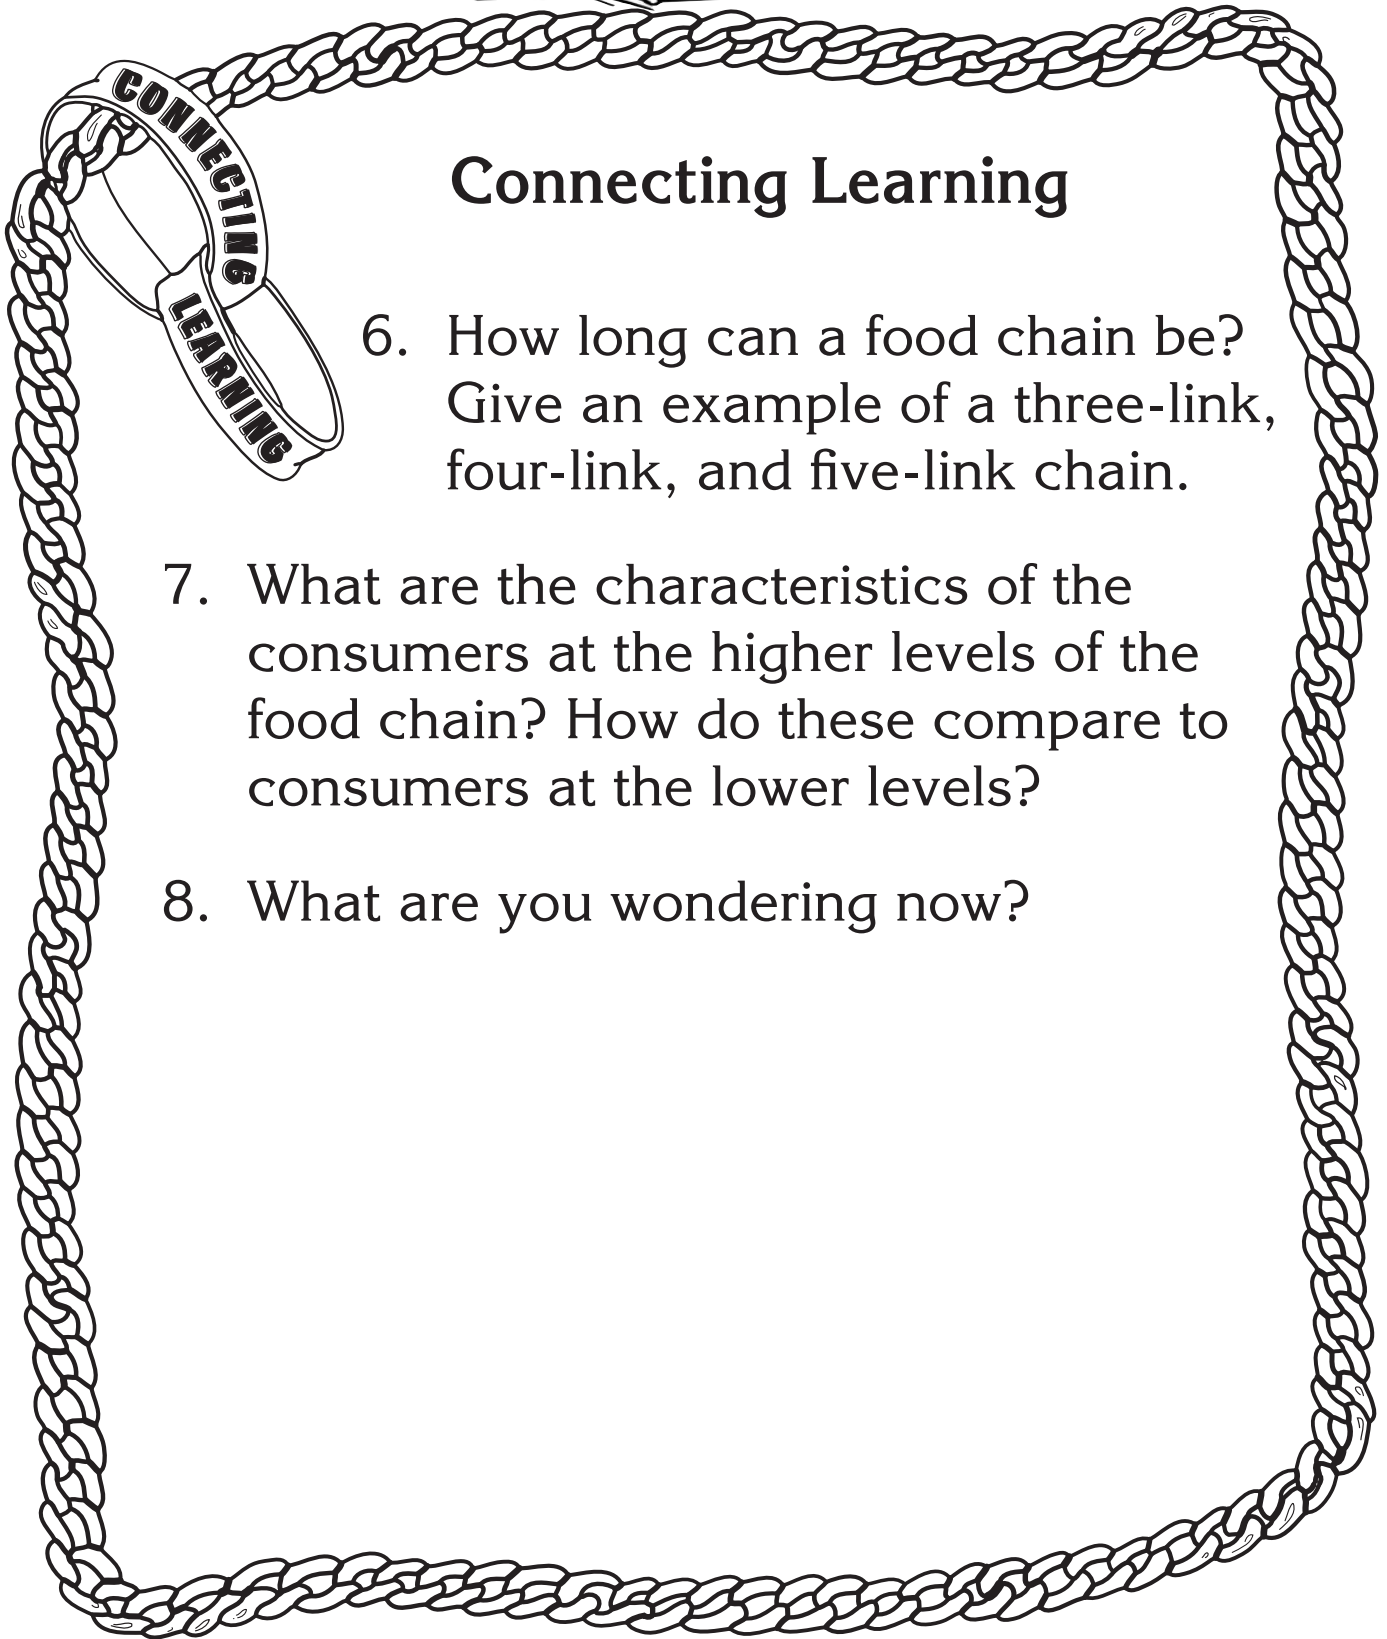 CONNECTING
LEARNING
Connecting Learning
6. How long can a food chain be?
Give an example of a three-link,
four-link, and five-link chain.
7. What are the characteristics of the
consumers at the higher levels of the
food chain? How do these compare to
consumers at the lower levels?
8. What are you wondering now?